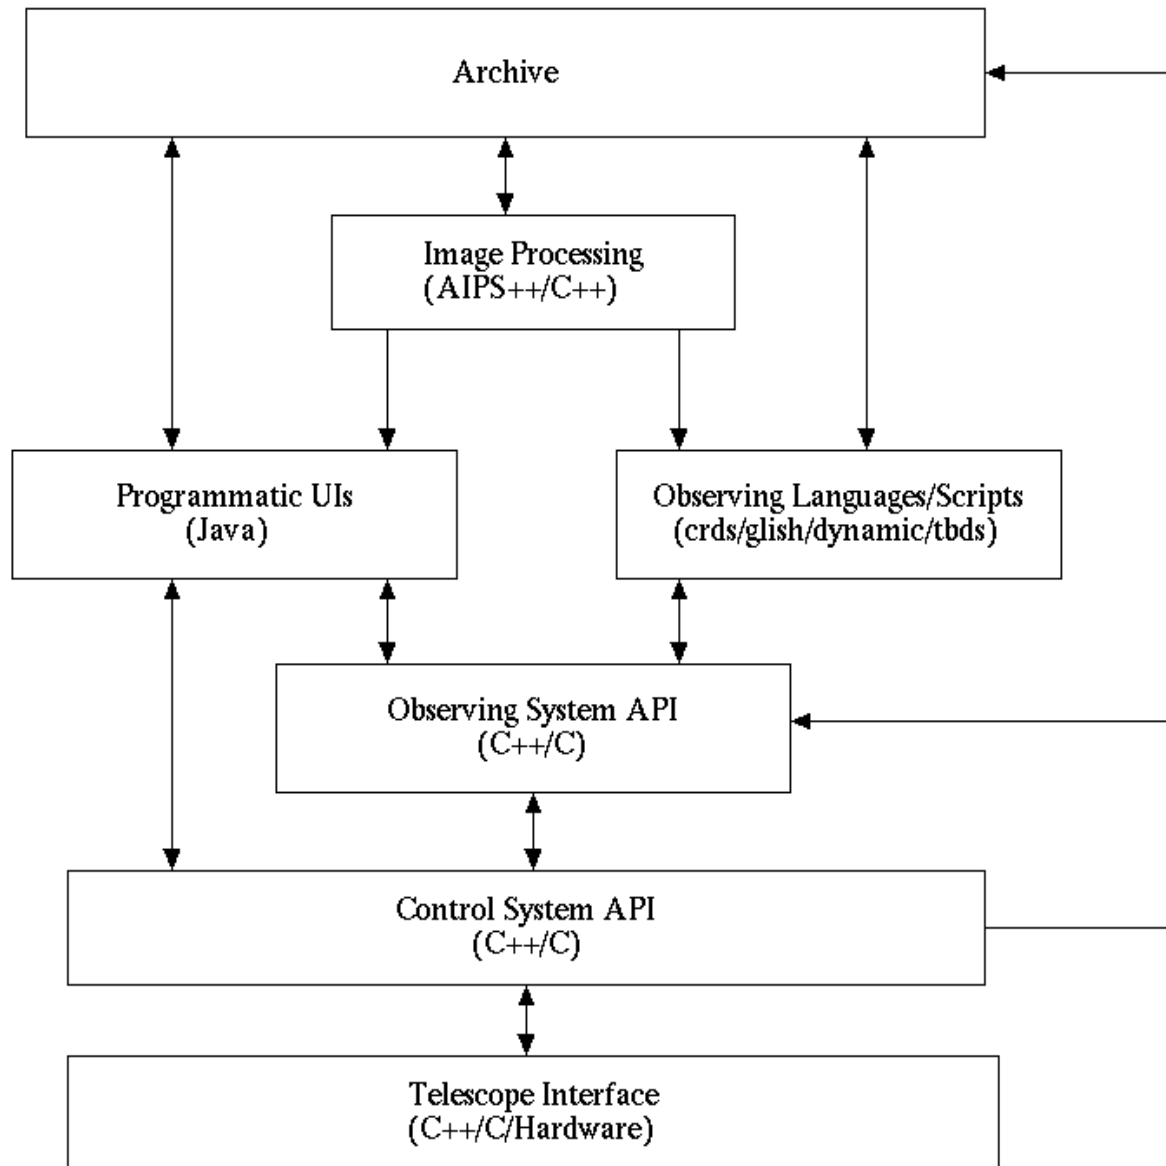 Archive
Image Processing
(AIPS++/C++)
Programmatic UIs
(Java)
Observing Languages/Scripts
(crds/glish/dynamic/tbds)
Observing System API
(C++/C)
Control System API
(C++/C)
Telescope Interface
(C++/C/Hardware)